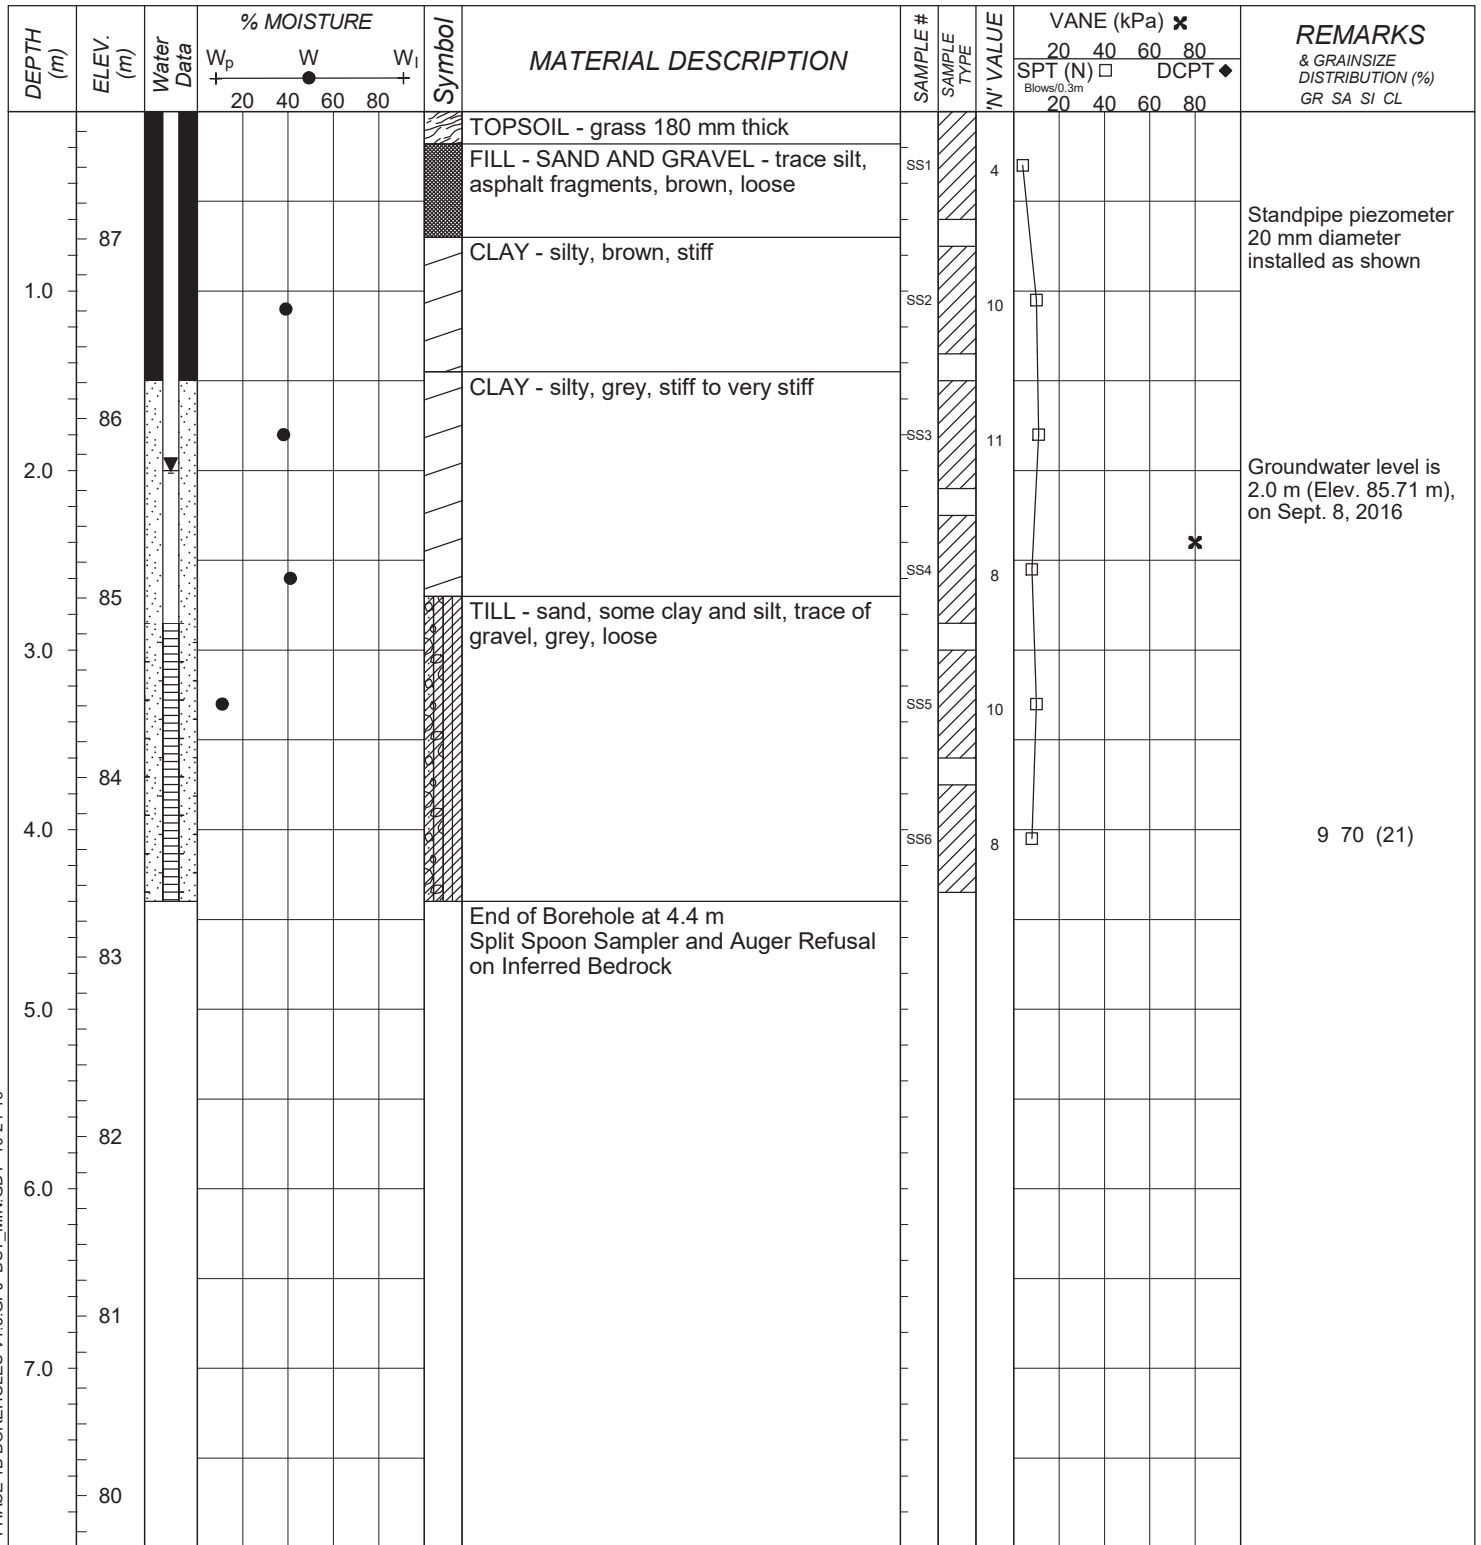 DEPTH (m)
ELEV. (m)
Water Data
% MOISTURE
Wp W Wl
20 40 60 80
Symbol
MATERIAL DESCRIPTION
SAMPLE #
SAMPLE TYPE
'N' VALUE
VANE (kPa)
20 40 60 80
SPT (N) DCPT
Blows/0.3m
20 40 60 80
REMARKS
& GRAINSIZE
DISTRIBUTION (%)
GR SA SI CL
TOPSOIL - grass 180 mm thick
FILL - SAND AND GRAVEL - trace silt,
asphalt fragments, brown, loose
SS1
4
Standpipe piezometer
20 mm diameter
installed as shown
87
CLAY - silty, brown, stiff
1.0
SS2
10
CLAY - silty, grey, stiff to very stiff
86
SS3
11
2.0
Groundwater level is
2.0 m (Elev. 85.71 m),
on Sept. 8, 2016
SS4
8
85
TILL - sand, some clay and silt, trace of
gravel, grey, loose
3.0
SS5
10
84
4.0
SS6
8
9 70 (21)
End of Borehole at 4.4 m
Split Spoon Sampler and Auger Refusal
on Inferred Bedrock
83
5.0
82
6.0
81
7.0
80